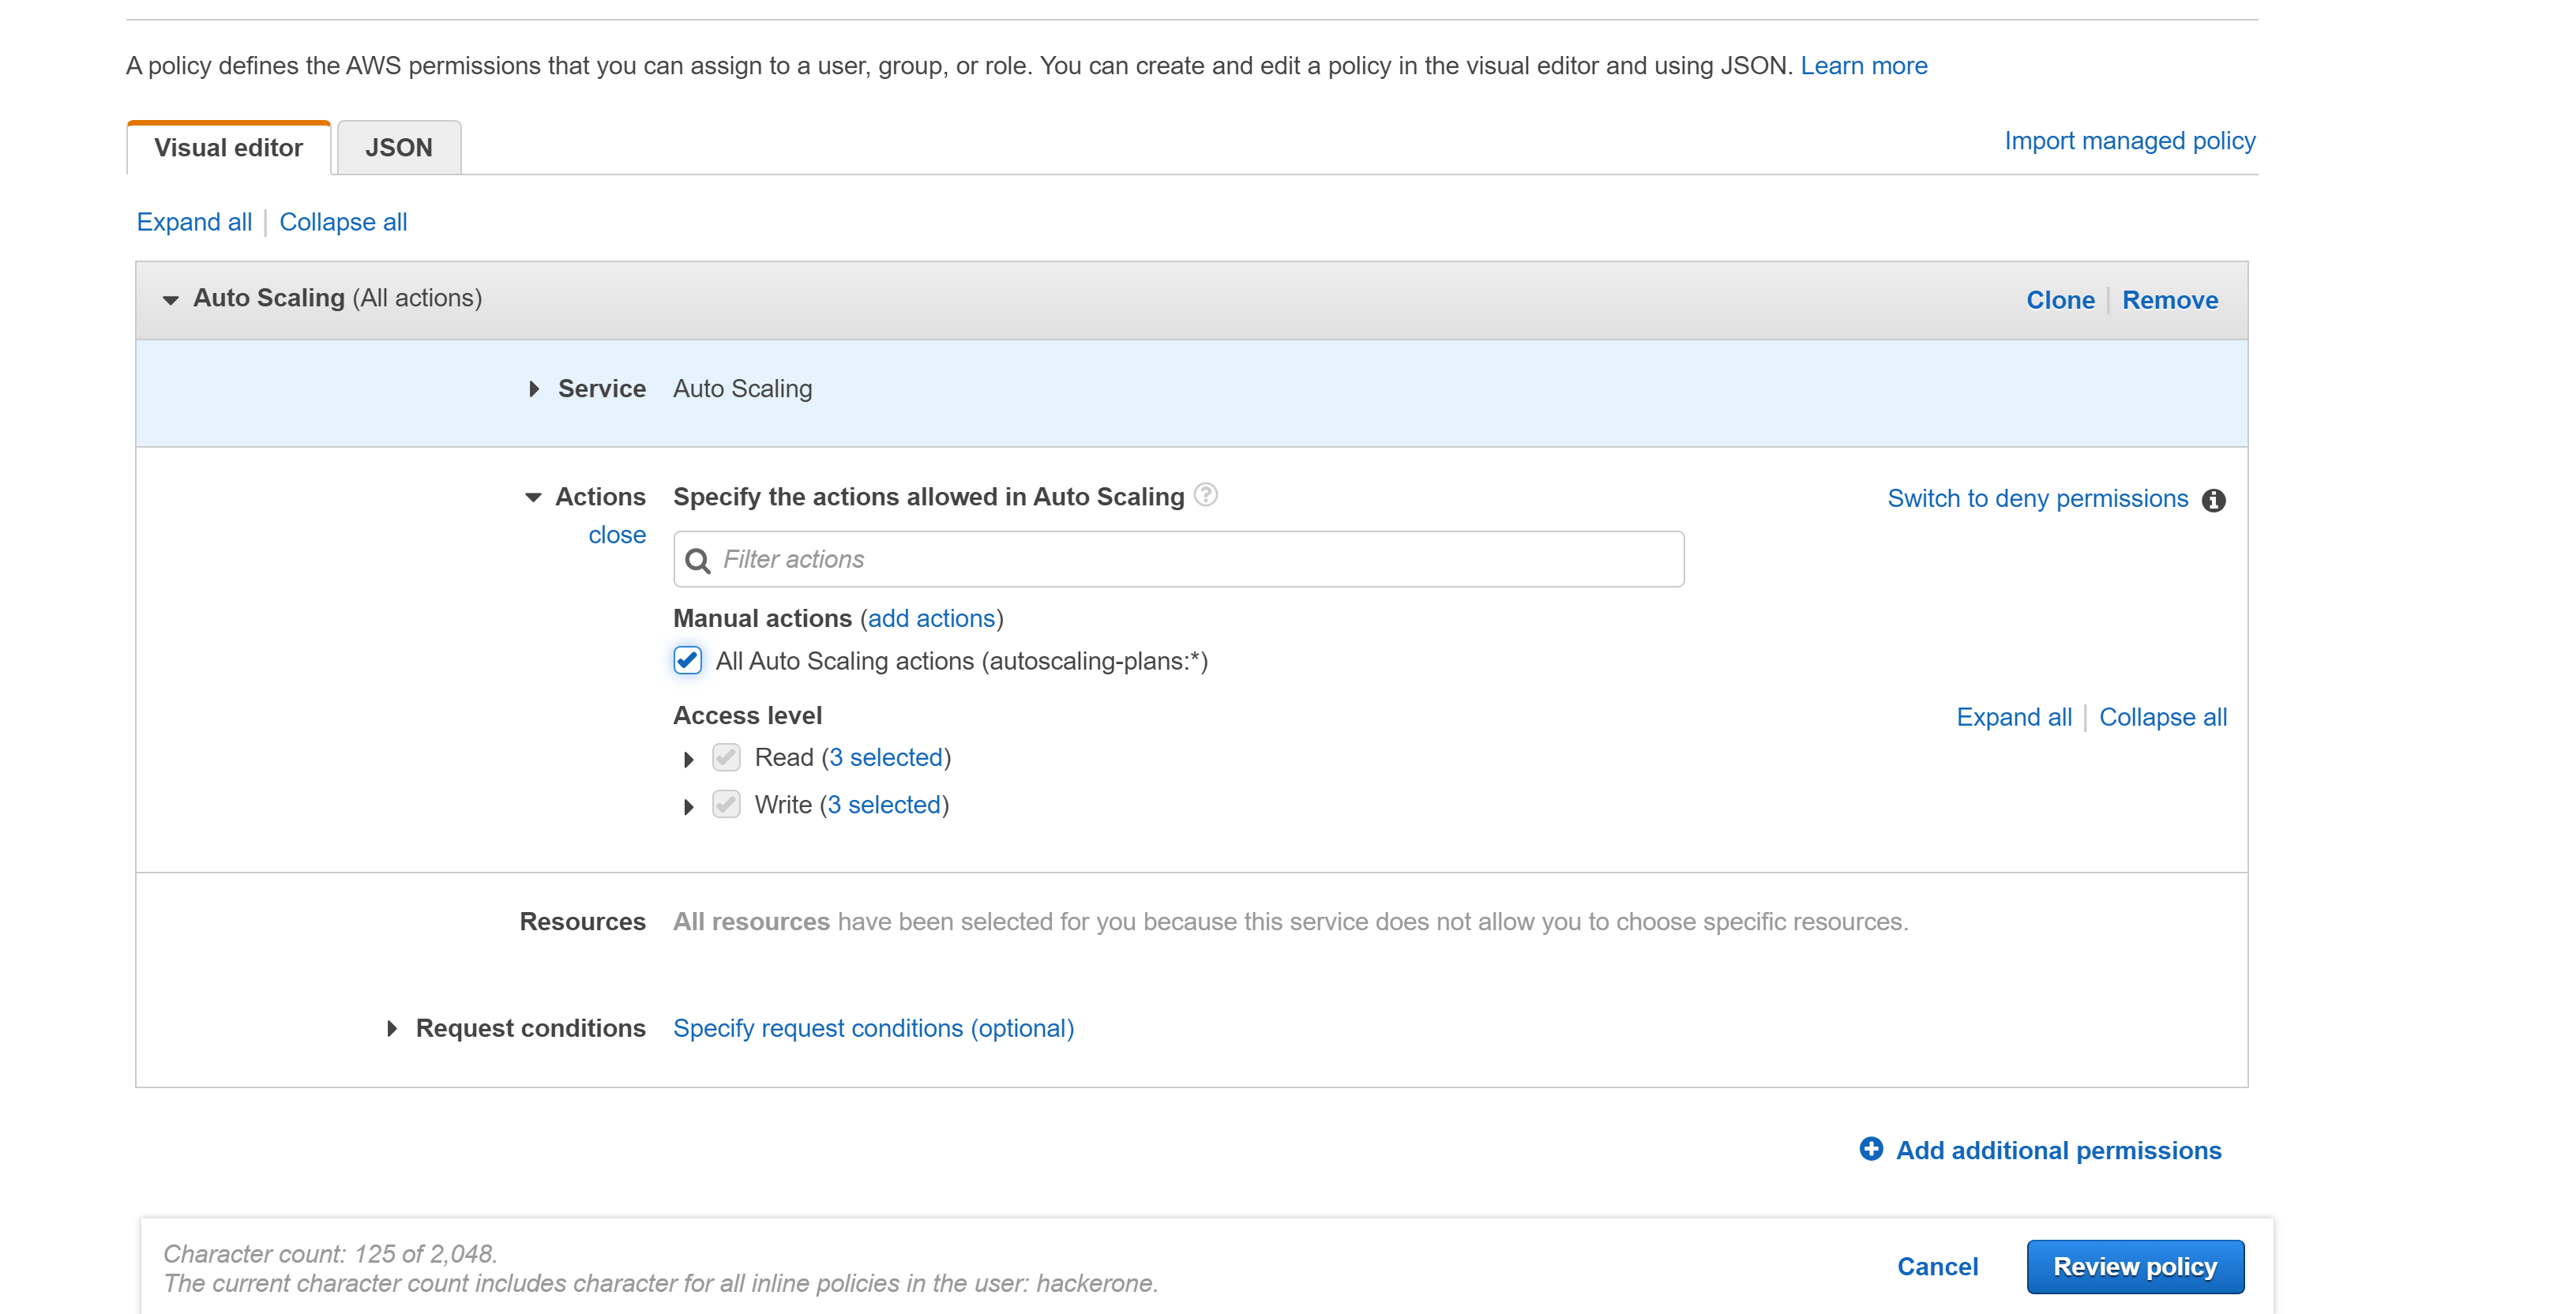 A policy defines the AWS permissions that you can assign to a user, group, or role. You can create and edit a policy in the visual editor and using JSON. Learn more
Visual editor JSON Import managed policy
Expand all Collapse all
Auto Scaling (All actions) Clone Remove
Service Auto Scaling
Actions Specify the actions allowed in Auto Scaling ? Switch to deny permissions i
close
Filter actions
Manual actions (add actions)
All Auto Scaling actions (autoscaling-plans:*)
Access level Expand all Collapse all
Read (3 selected)
Write (3 selected)
Resources All resources have been selected for you because this service does not allow you to choose specific resources.
Request conditions Specify request conditions (optional)
Add additional permissions
Character count: 125 of 2,048.
The current character count includes character for all inline policies in the user: hackerone.
Cancel Review policy